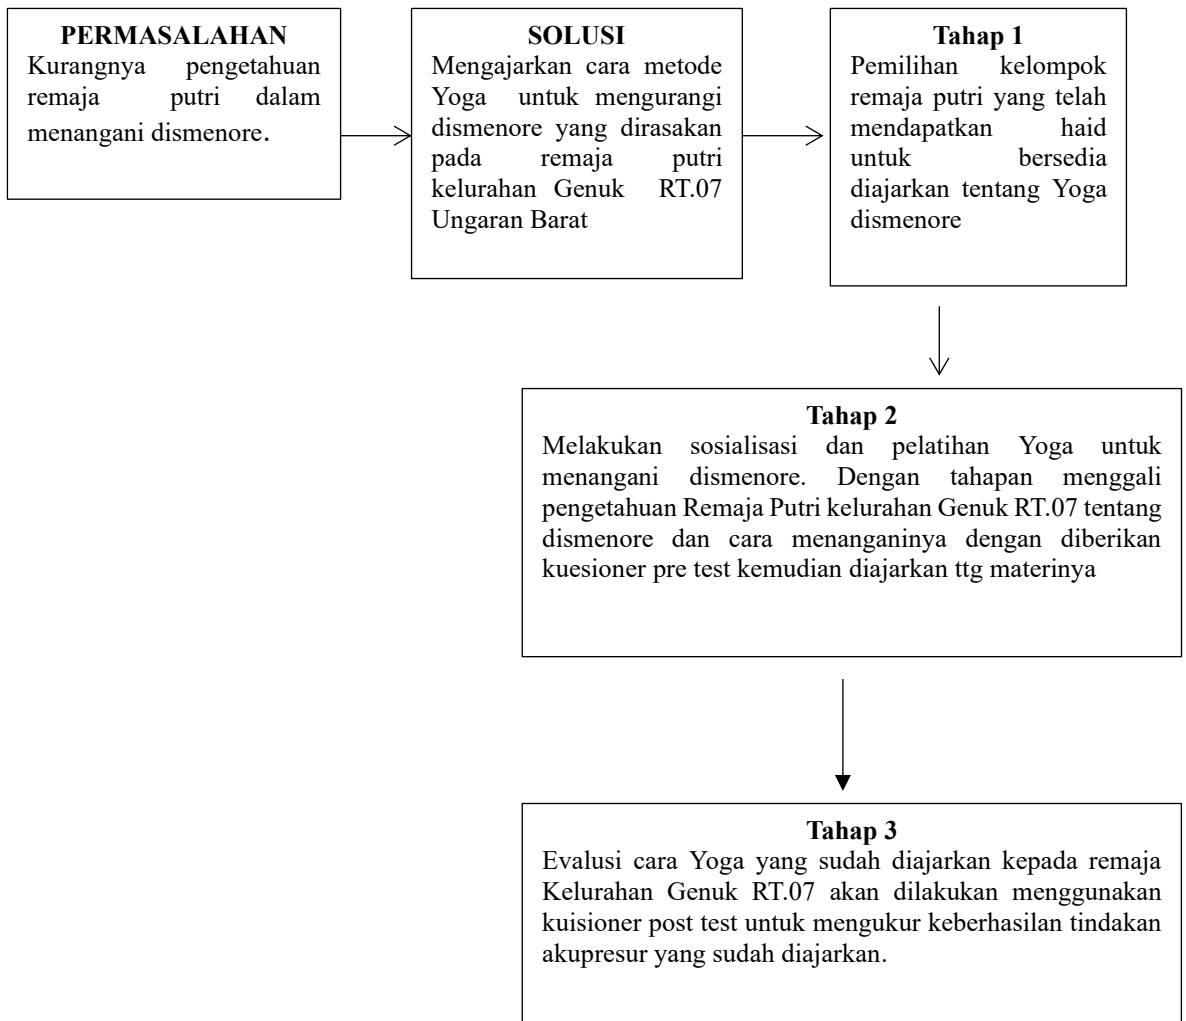 PERMASALAHAN
Kurangnya pengetahuan
remaja putri dalam
menangani dismenore.
SOLUSI
Mengajarkan cara metode
Yoga untuk mengurangi
dismenore yang dirasakan
pada remaja putri
kelurahan Genuk RT.07
Ungaran Barat
Tahap 1
Pemilihan kelompok
remaja putri yang telah
mendapatkan haid
untuk bersedia
diajarkan tentang Yoga
dismenore
Tahap 2
Melakukan sosialisasi dan pelatihan Yoga untuk
menangani dismenore. Dengan tahapan menggali
pengetahuan Remaja Putri kelurahan Genuk RT.07 tentang
dismenore dan cara menanganinya dengan diberikan
kuesioner pre test kemudian diajarkan ttg materinya
Tahap 3
Evalusi cara Yoga yang sudah diajarkan kepada remaja
Kelurahan Genuk RT.07 akan dilakukan menggunakan
kuisioner post test untuk mengukur keberhasilan tindakan
akupresur yang sudah diajarkan.